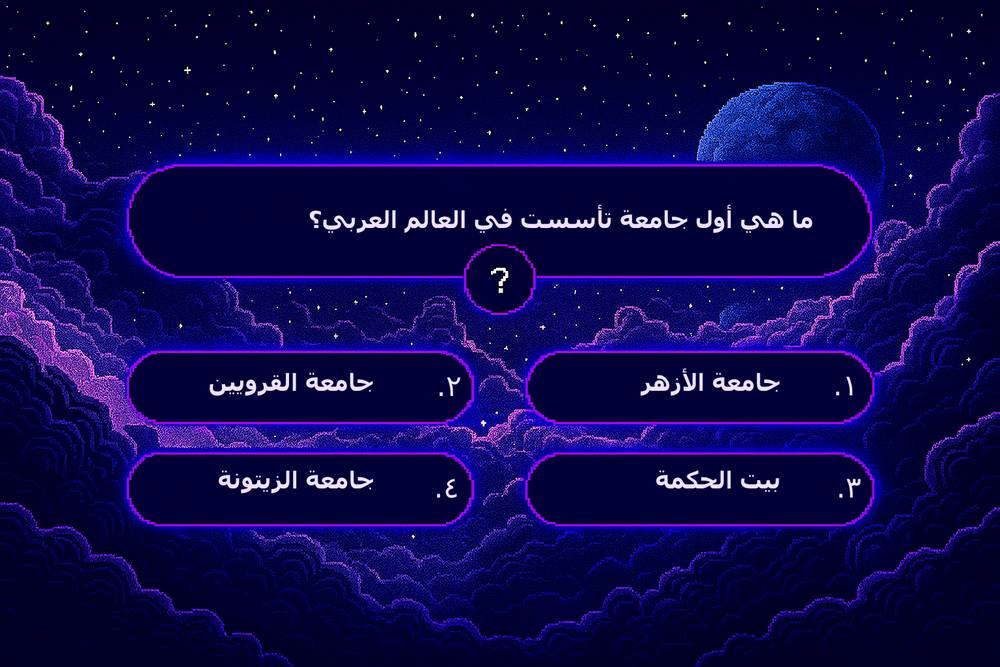 ما هي أول جامعة تأسست في العالم العربي؟
?
١. جامعة الأزهر
٢. جامعة القرويين
٣. بيت الحكمة
٤. جامعة الزيتونة